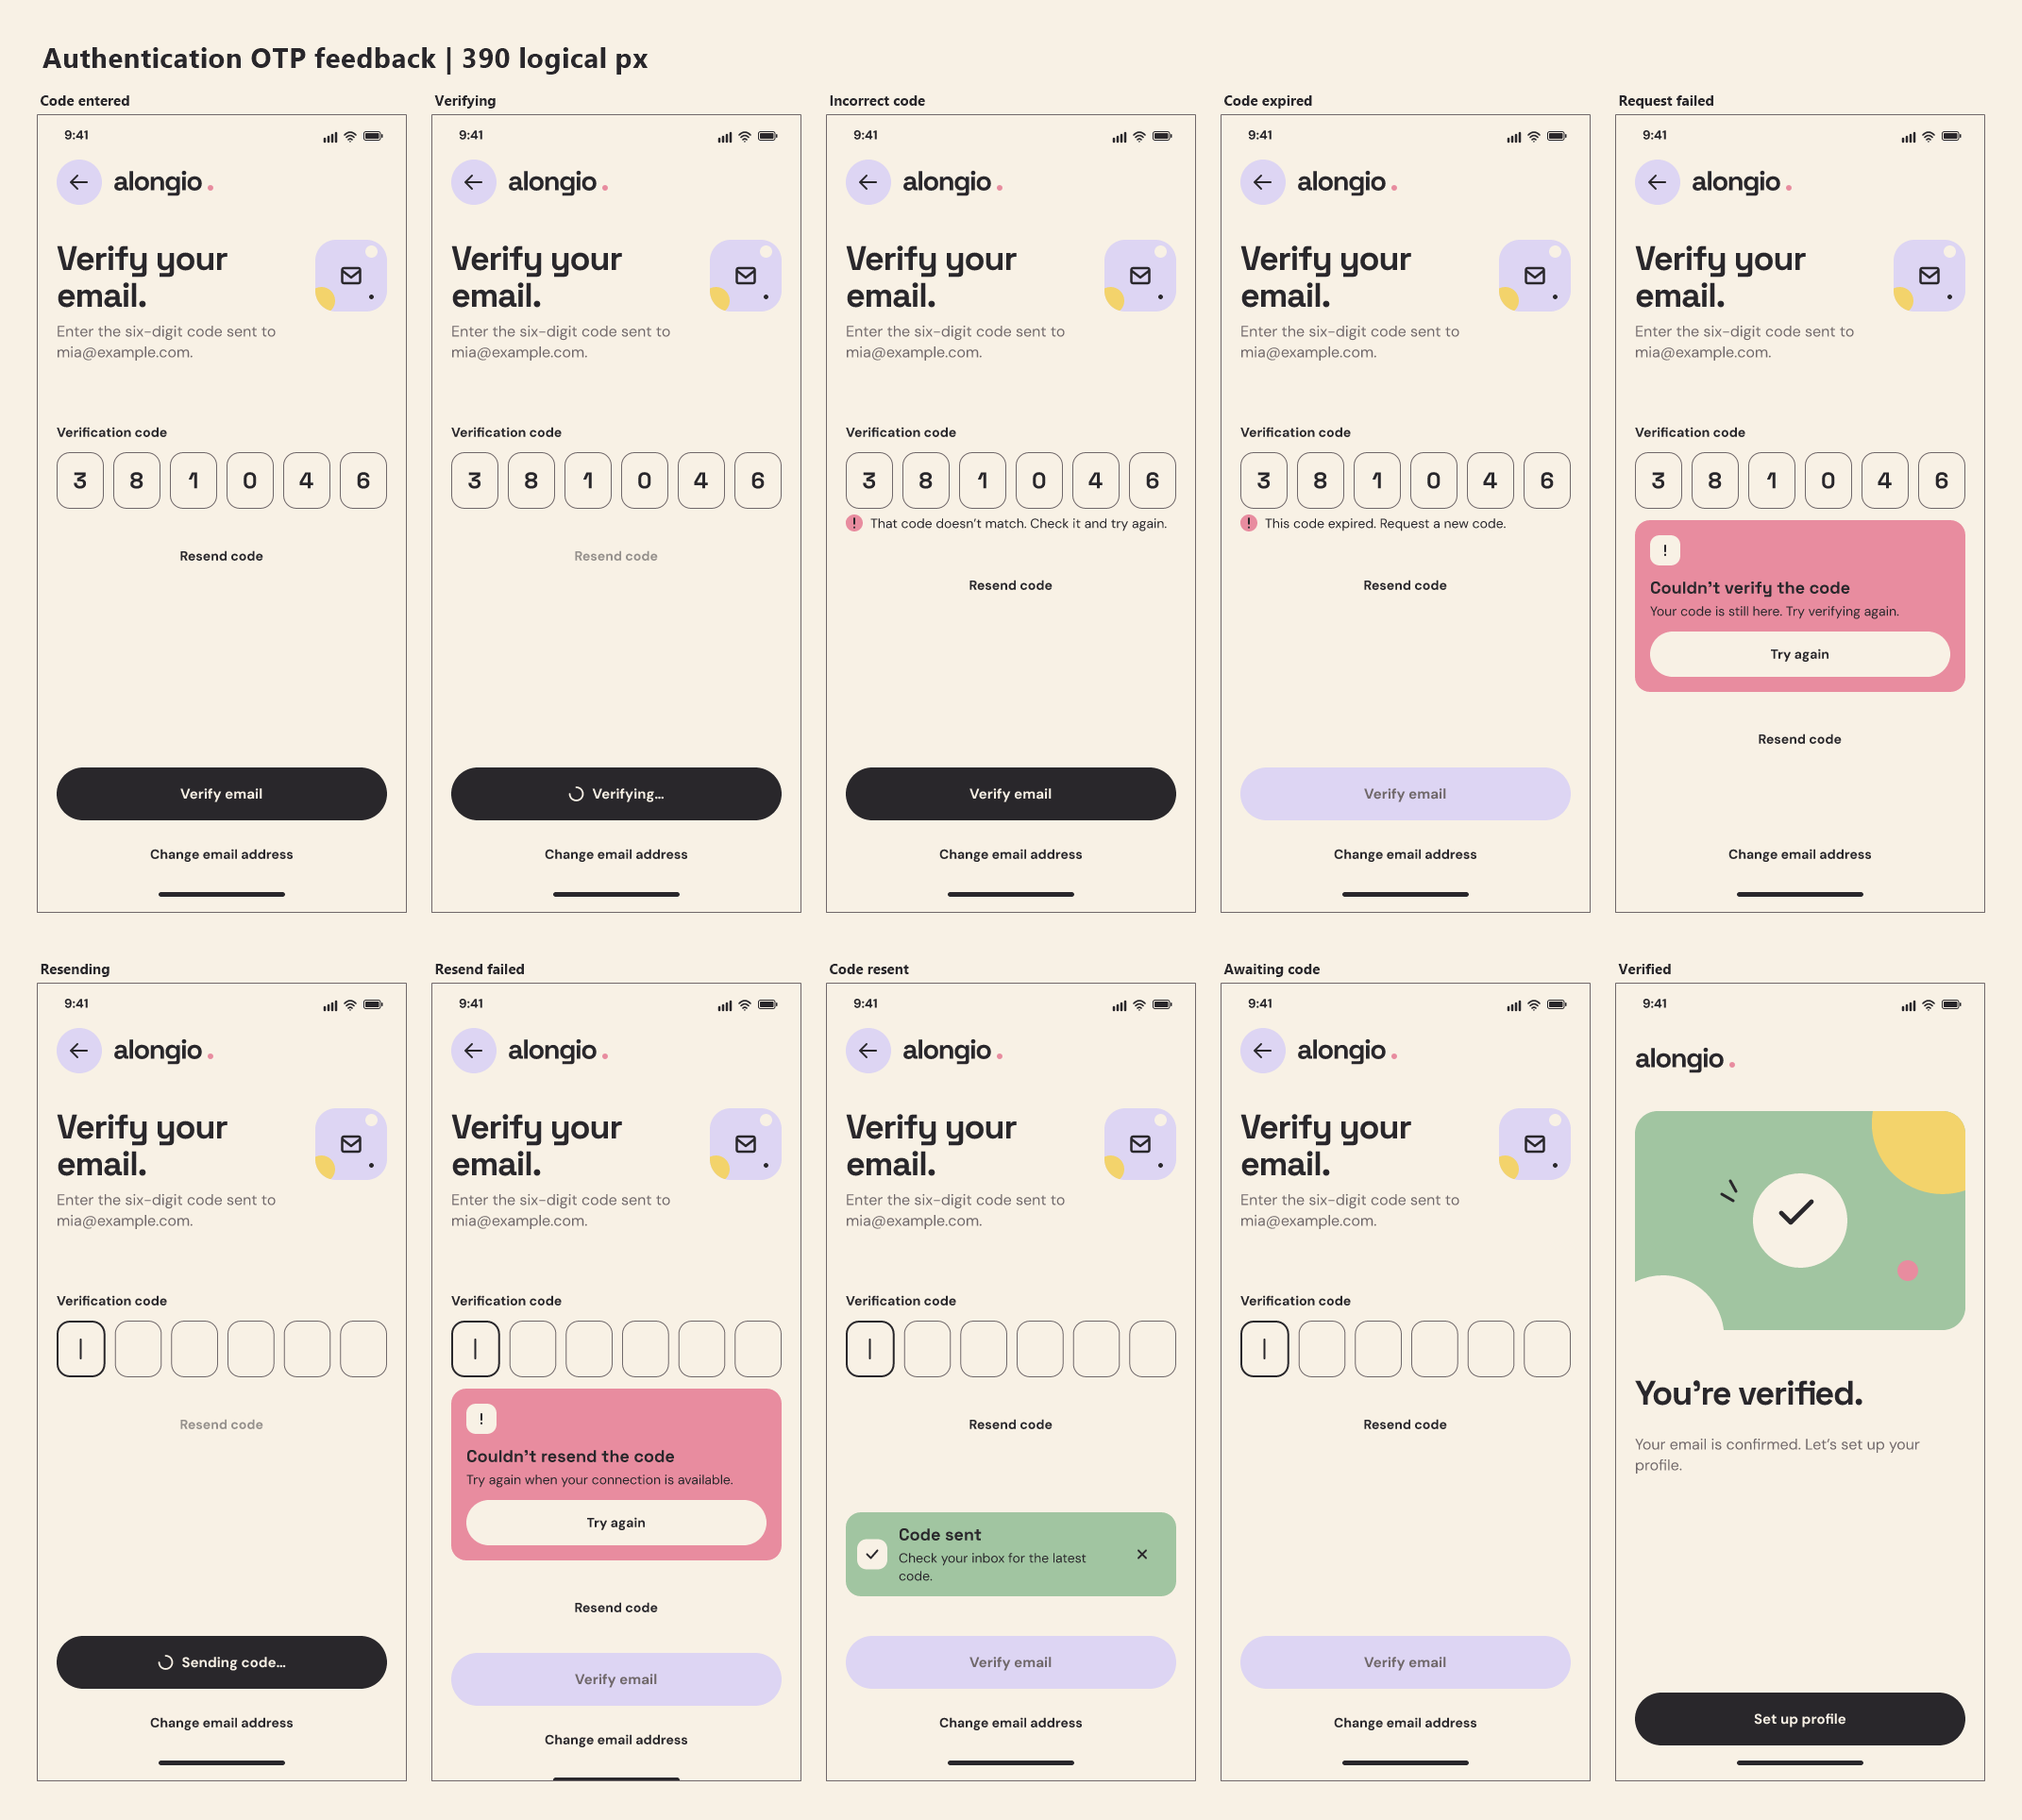 Authentication OTP feedback | 390 logical px
Code entered
9:41
alongio.
Verify your
email.
Enter the six-digit code sent to
mia@example.com.
Verification code
3 8 1 0 4 6
Resend code
Verify email
Change email address
Verifying
9:41
alongio.
Verify your
email.
Enter the six-digit code sent to
mia@example.com.
Verification code
3 8 1 0 4 6
Resend code
Verifying...
Change email address
Incorrect code
9:41
alongio.
Verify your
email.
Enter the six-digit code sent to
mia@example.com.
Verification code
3 8 1 0 4 6
! That code doesn't match. Check it and try again.
Resend code
Verify email
Change email address
Code expired
9:41
alongio.
Verify your
email.
Enter the six-digit code sent to
mia@example.com.
Verification code
3 8 1 0 4 6
! This code expired. Request a new code.
Resend code
Verify email
Change email address
Request failed
9:41
alongio.
Verify your
email.
Enter the six-digit code sent to
mia@example.com.
Verification code
3 8 1 0 4 6
!
Couldn't verify the code
Your code is still here. Try verifying again.
Try again
Resend code
Change email address
Resending
9:41
alongio.
Verify your
email.
Enter the six-digit code sent to
mia@example.com.
Verification code
Resend code
Sending code...
Change email address
Resend failed
9:41
alongio.
Verify your
email.
Enter the six-digit code sent to
mia@example.com.
Verification code
!
Couldn't resend the code
Try again when your connection is available.
Try again
Resend code
Verify email
Change email address
Code resent
9:41
alongio.
Verify your
email.
Enter the six-digit code sent to
mia@example.com.
Verification code
Resend code
Code sent
Check your inbox for the latest
code.
Verify email
Change email address
Awaiting code
9:41
alongio.
Verify your
email.
Enter the six-digit code sent to
mia@example.com.
Verification code
Resend code
Verify email
Change email address
Verified
9:41
alongio.
You're verified.
Your email is confirmed. Let's set up your
profile.
Set up profile